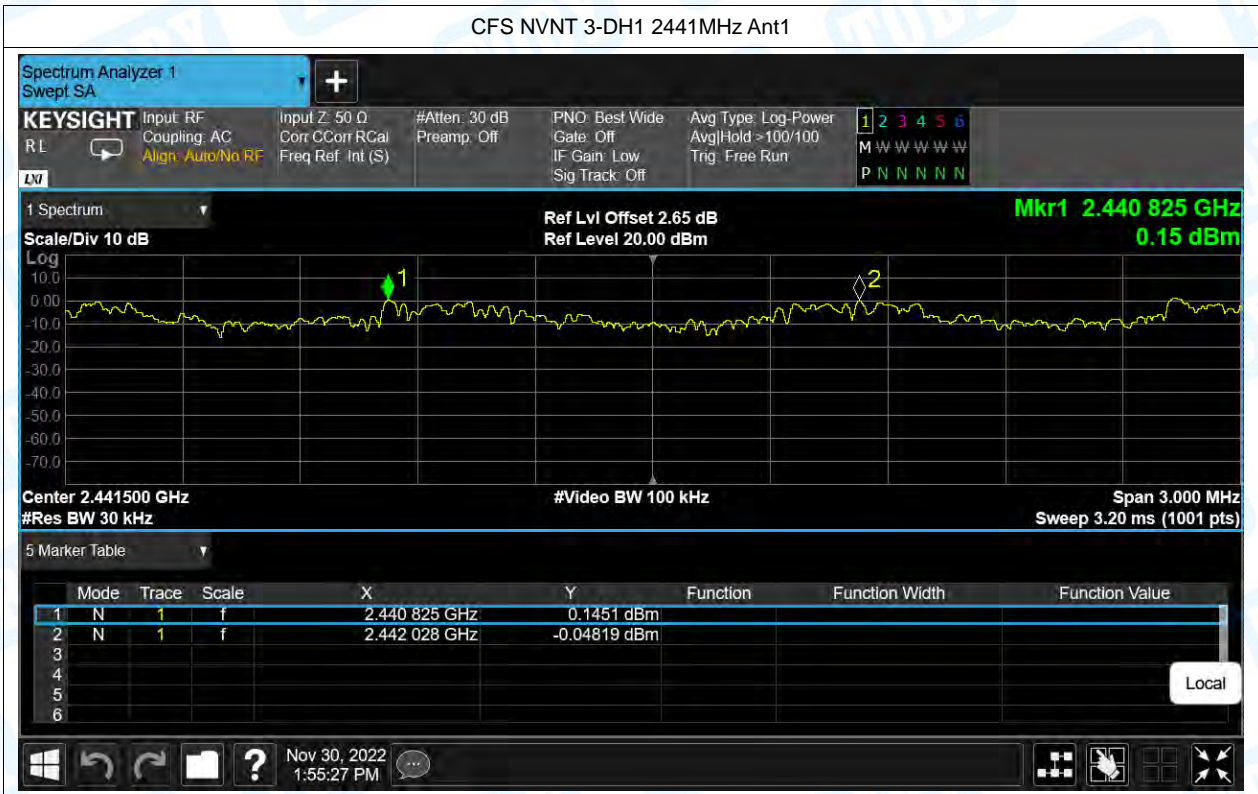 CFS NVNT 3-DH1 2441MHz Ant1
Spectrum Analyzer 1
Swept SA
+
KEYSIGHT Input: RF Input Z: 50 Ω #Atten: 30 dB PNO: Best Wide Avg Type: Log-Power 1 2 3 4 5 6
RL Coupling: AC Corr CCorr RCal Preamp: Off Gate: Off Avg|Hold >100/100 M W W W W W
Align: Auto/No RF Freq Ref: Int (S) IF Gain: Low Trig: Free Run
LXI Sig Track: Off P N N N N N
1 Spectrum Ref Lvl Offset 2.65 dB Mkr1 2.440 825 GHz
Scale/Div 10 dB Ref Level 20.00 dBm 0.15 dBm
Log
10.0 1 2
0.00
-10.0
-20.0
-30.0
-40.0
-50.0
-60.0
-70.0
Center 2.441500 GHz #Video BW 100 kHz Span 3.000 MHz
#Res BW 30 kHz Sweep 3.20 ms (1001 pts)
5 Marker Table
Mode Trace Scale X Y Function Function Width Function Value
1 N 1 f 2.440 825 GHz 0.1451 dBm
2 N 1 f 2.442 028 GHz -0.04819 dBm
3
4
5
6
Local
? Nov 30, 2022
1:55:27 PM